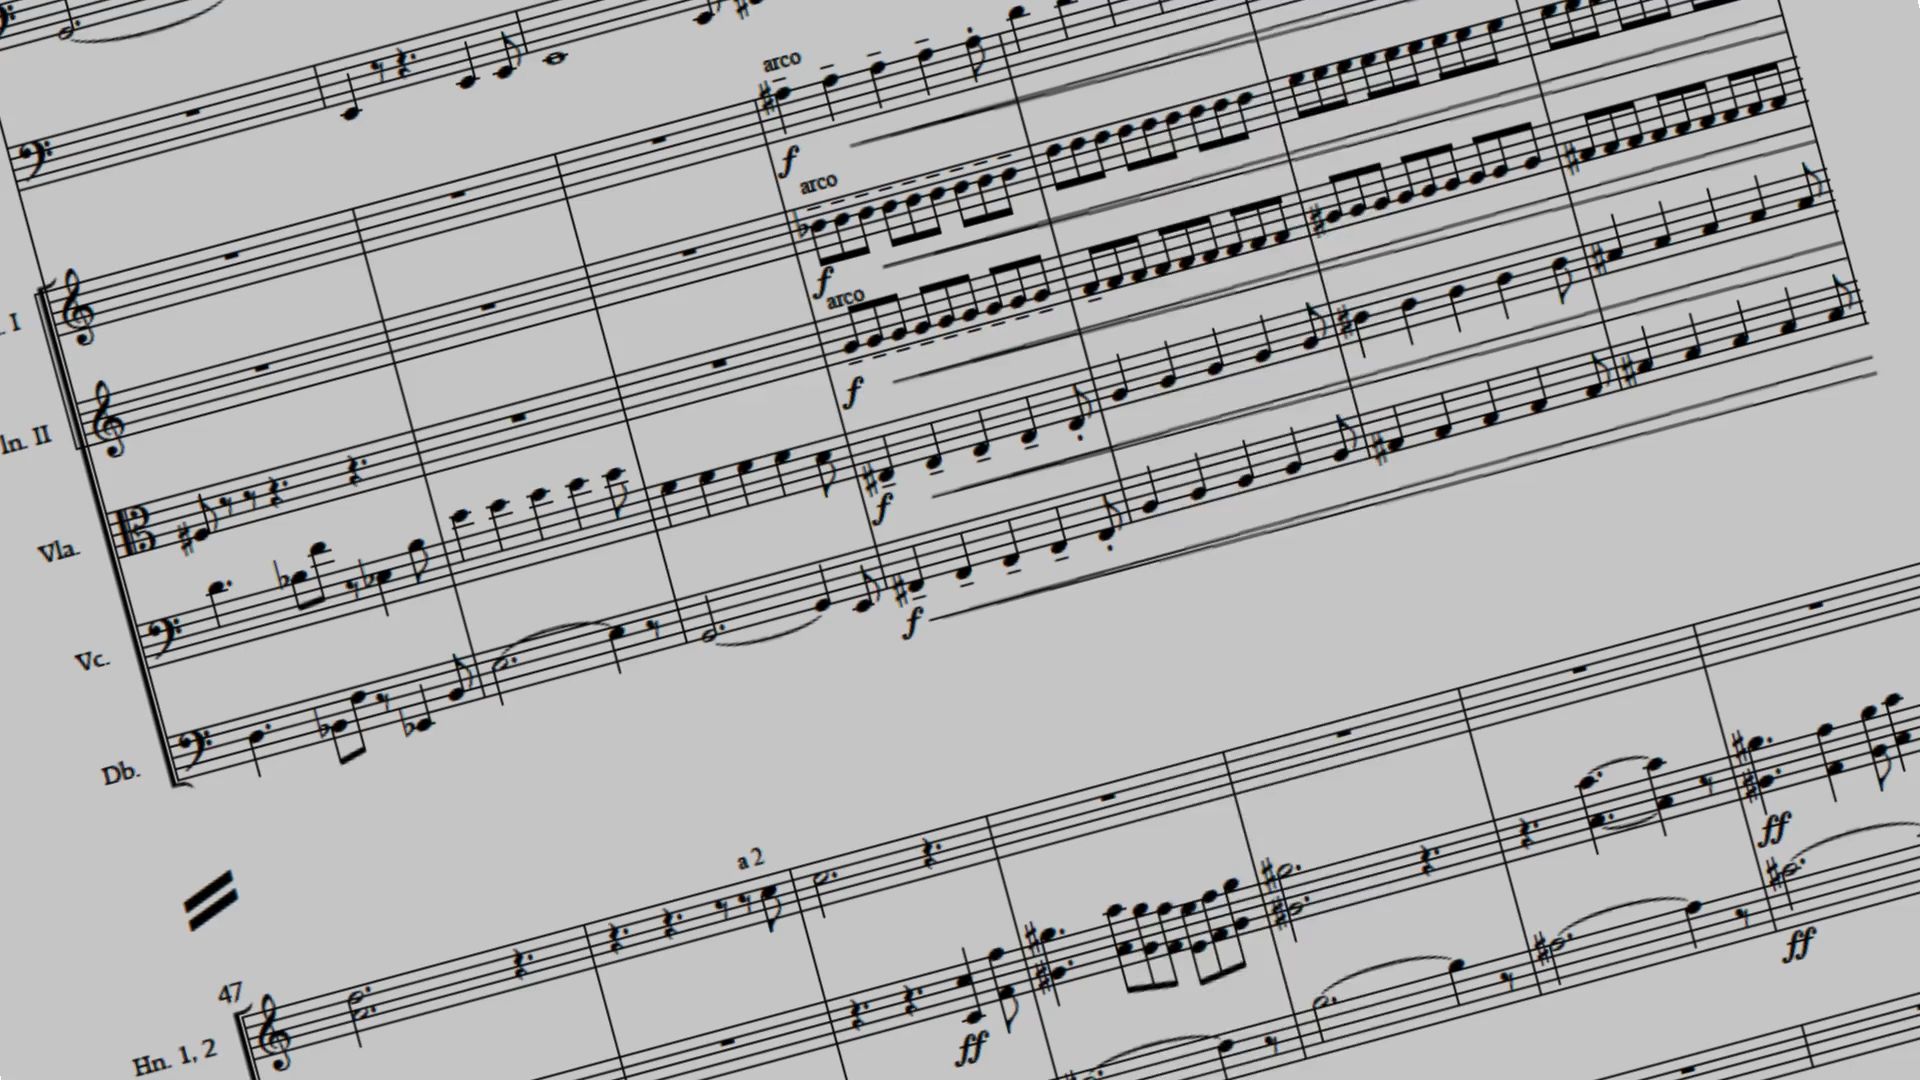 arco
f
arco
f
arco
f
I
ln. II
Vla.
f
Vc.
f
Db.
a 2
47
Hn. 1, 2
ff
ff
ff